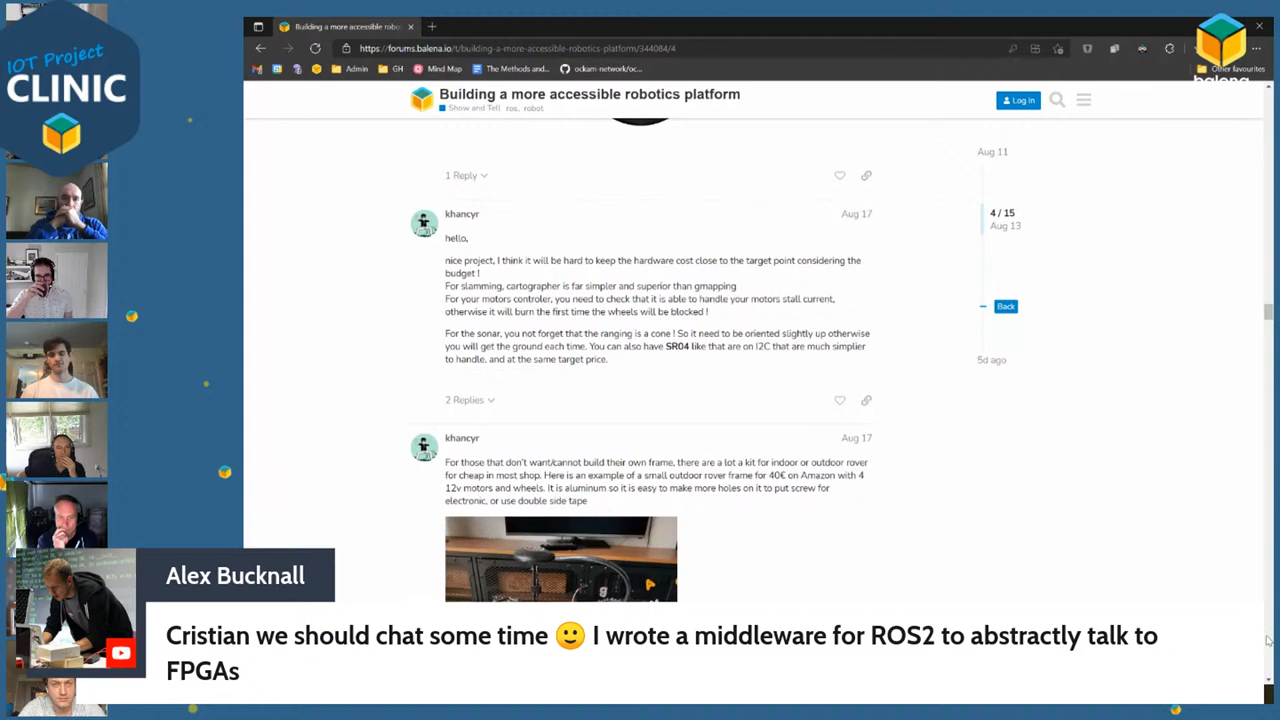 IOT Project
CLINIC
Building a more accessible robo
https://forums.balena.io/t/building-a-more-accessible-robotics-platform/344084/4
Admin
GH
Mind Map
The Methods and...
ockam-network/oc...
Other favourites
balena
Building a more accessible robotics platform
Show and Tell ros, robot
Log In
Aug 11
1 Reply
4 / 15
Aug 13
khancyr
Aug 17
hello,
nice project, I think it will be hard to keep the hardware cost close to the target point considering the
budget !
For slamming, cartographer is far simpler and superior than gmapping
For your motors controler, you need to check that it is able to handle your motors stall current,
otherwise it will burn the first time the wheels will be blocked !
Back
For the sonar, you not forget that the ranging is a cone ! So it need to be oriented slightly up otherwise
you will get the ground each time. You can also have SR04 like that are on I2C that are much simplier
to handle, and at the same target price.
5d ago
2 Replies
khancyr
Aug 17
For those that don't want/cannot build their own frame, there are a lot a kit for indoor or outdoor rover
for cheap in most shop. Here is an example of a small outdoor rover frame for 40€ on Amazon with 4
12v motors and wheels. It is aluminum so it is easy to make more holes on it to put screw for
electronic, or use double side tape
Alex Bucknall
Cristian we should chat some time 🙂 I wrote a middleware for ROS2 to abstractly talk to
FPGAs